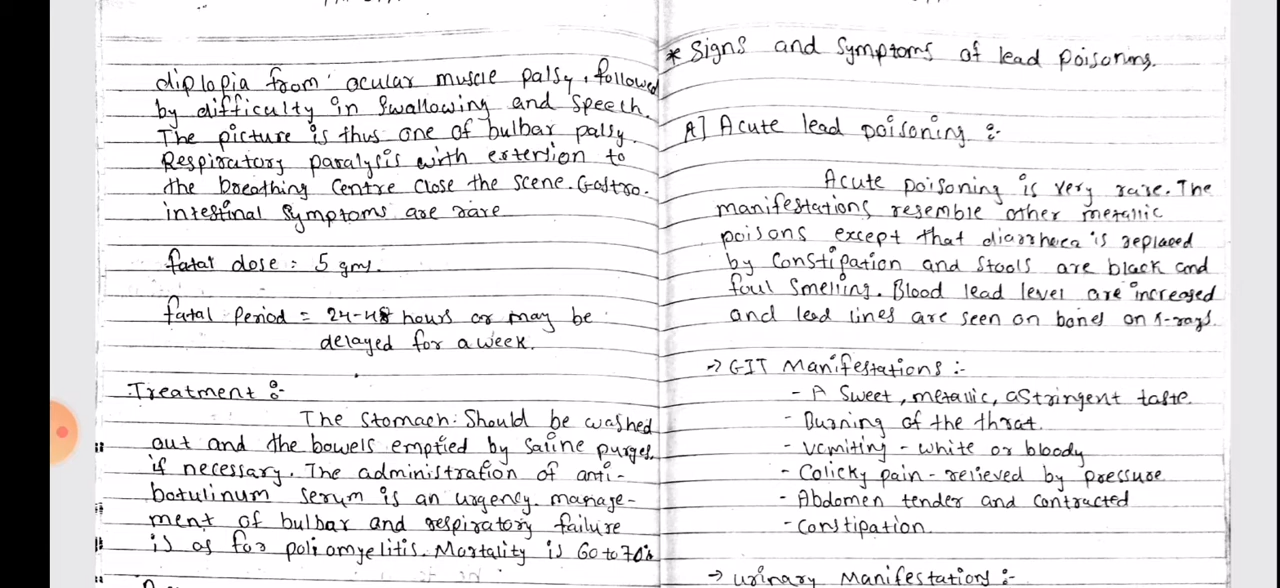 diplopia from ocular muscle palsy, followed
by difficulty in swallowing and speech.
The picture is thus one of bulbar palsy.
Respiratory paralysis with extertion to
the breathing Centre close the scene. Gastro-
intestinal symptoms are rare
fatal dose = 5 gms.
fatal Period = 24-48 hours or may be
delayed for a week.
Treatment :-
The stomach should be washed
out and the bowels emptied by saline purges
if necessary. The administration of anti-
botulinum serum is an urgency. manage-
ment of bulbar and respiratory failure
is as for poliomyelitis. Mortality is 60 to 70%
* Signs and Symptoms of lead poisoning.
A] Acute lead poisoning :-
Acute poisoning is very rare. The
manifestations resemble other metallic
poisons except that diarrhoea is replaced
by Constipation and Stools are black and
foul Smelling. Blood lead level are increased
and lead lines are seen on bones on x-rays.
→ GIT Manifestations :-
- A Sweet, metallic, astringent taste
- Burning of the throat.
- vomiting - white or bloody
- Colicky pain - relieved by pressure
- Abdomen tender and contracted
- constipation.
→ urinary Manifestations :-